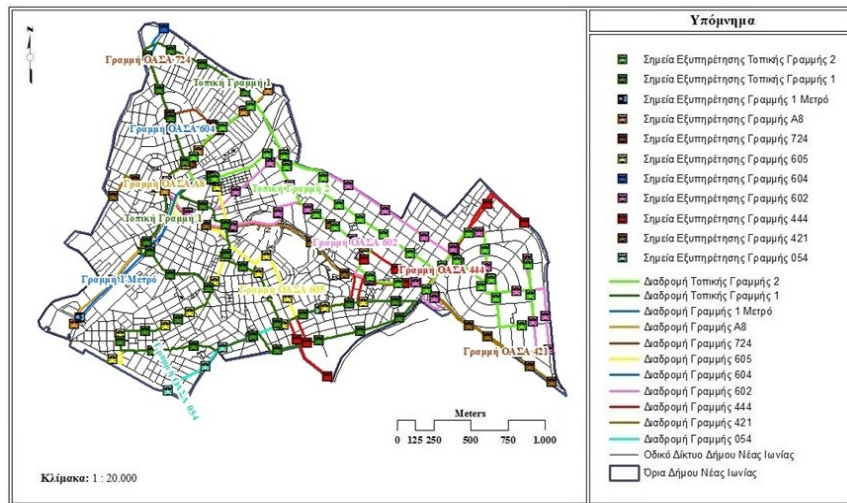 Υπόμνημα
Σημεία Εξυπηρέτησης Τοπικής Γραμμής 2
Σημεία Εξυπηρέτησης Τοπικής Γραμμής 1
Σημεία Εξυπηρέτησης Γραμμής 1 Μετρό
Σημεία Εξυπηρέτησης Γραμμής Α8
Σημεία Εξυπηρέτησης Γραμμής 724
Σημεία Εξυπηρέτησης Γραμμής 605
Σημεία Εξυπηρέτησης Γραμμής 604
Σημεία Εξυπηρέτησης Γραμμής 602
Σημεία Εξυπηρέτησης Γραμμής 444
Σημεία Εξυπηρέτησης Γραμμής 421
Σημεία Εξυπηρέτησης Γραμμής 054
Διαδρομή Τοπικής Γραμμής 2
Διαδρομή Τοπικής Γραμμής 1
Διαδρομή Γραμμής 1 Μετρό
Διαδρομή Γραμμής Α8
Διαδρομή Γραμμής 724
Διαδρομή Γραμμής 605
Διαδρομή Γραμμής 604
Διαδρομή Γραμμής 602
Διαδρομή Γραμμής 444
Διαδρομή Γραμμής 421
Διαδρομή Γραμμής 054
Οδικό Δίκτυο Δήμου Νέας Ιωνίας
Όρια Δήμου Νέας Ιωνίας
Γραμμή ΟΑΣΑ 724
Τοπική Γραμμή 1
Γραμμή ΟΑΣΑ 604
Γραμμή ΟΑΣΑ Α8
Τοπική Γραμμή 2
Τοπική Γραμμή 1
Γραμμή ΟΑΣΑ 602
Γραμμή 1 Μετρό
Γραμμή ΟΑΣΑ 444
Γραμμή ΟΑΣΑ 605
Γραμμή ΟΑΣΑ 421
Γραμμή ΟΑΣΑ 054
Meters
0 125 250 500 750 1.000
Κλίμακα: 1 : 20.000